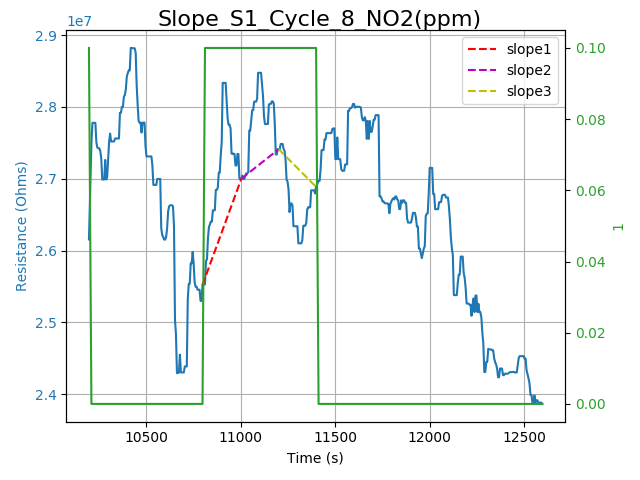 Slope_S1_Cycle_8_NO2(ppm)
1e7
2.9
2.8
2.7
2.6
2.5
2.4
Resistance (Ohms)
slope1
slope2
slope3
0.10
0.08
0.06
0.04
0.02
0.00
1
10500
11000
11500
12000
12500
Time (s)